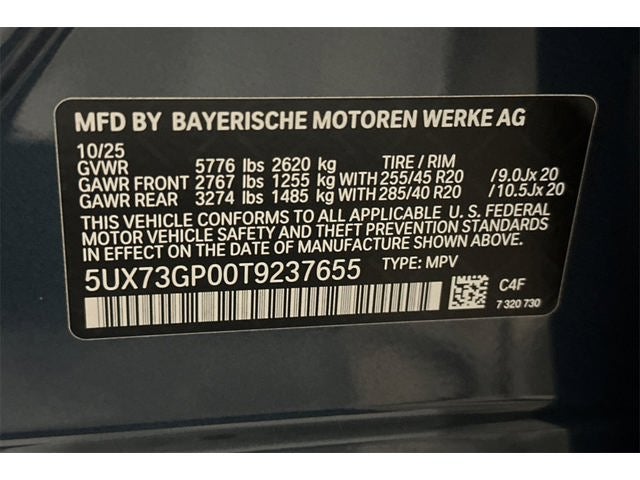 MFD BY BAYERISCHE MOTOREN WERKE AG
10/25
GVWR 5776 lbs 2620 kg TIRE / RIM
GAWR FRONT 2767 lbs 1255 kg WITH 255/45 R20 /9.0Jx20
GAWR REAR 3274 lbs 1485 kg WITH 285/40 R20 /10.5Jx20
THIS VEHICLE CONFORMS TO ALL APPLICABLE U. S. FEDERAL
MOTOR VEHICLE SAFETY AND THEFT PREVENTION STANDARDS
IN EFFECT ON THE DATE OF MANUFACTURE SHOWN ABOVE.
5UX73GP00T9237655 TYPE: MPV
C4F
7 320 730